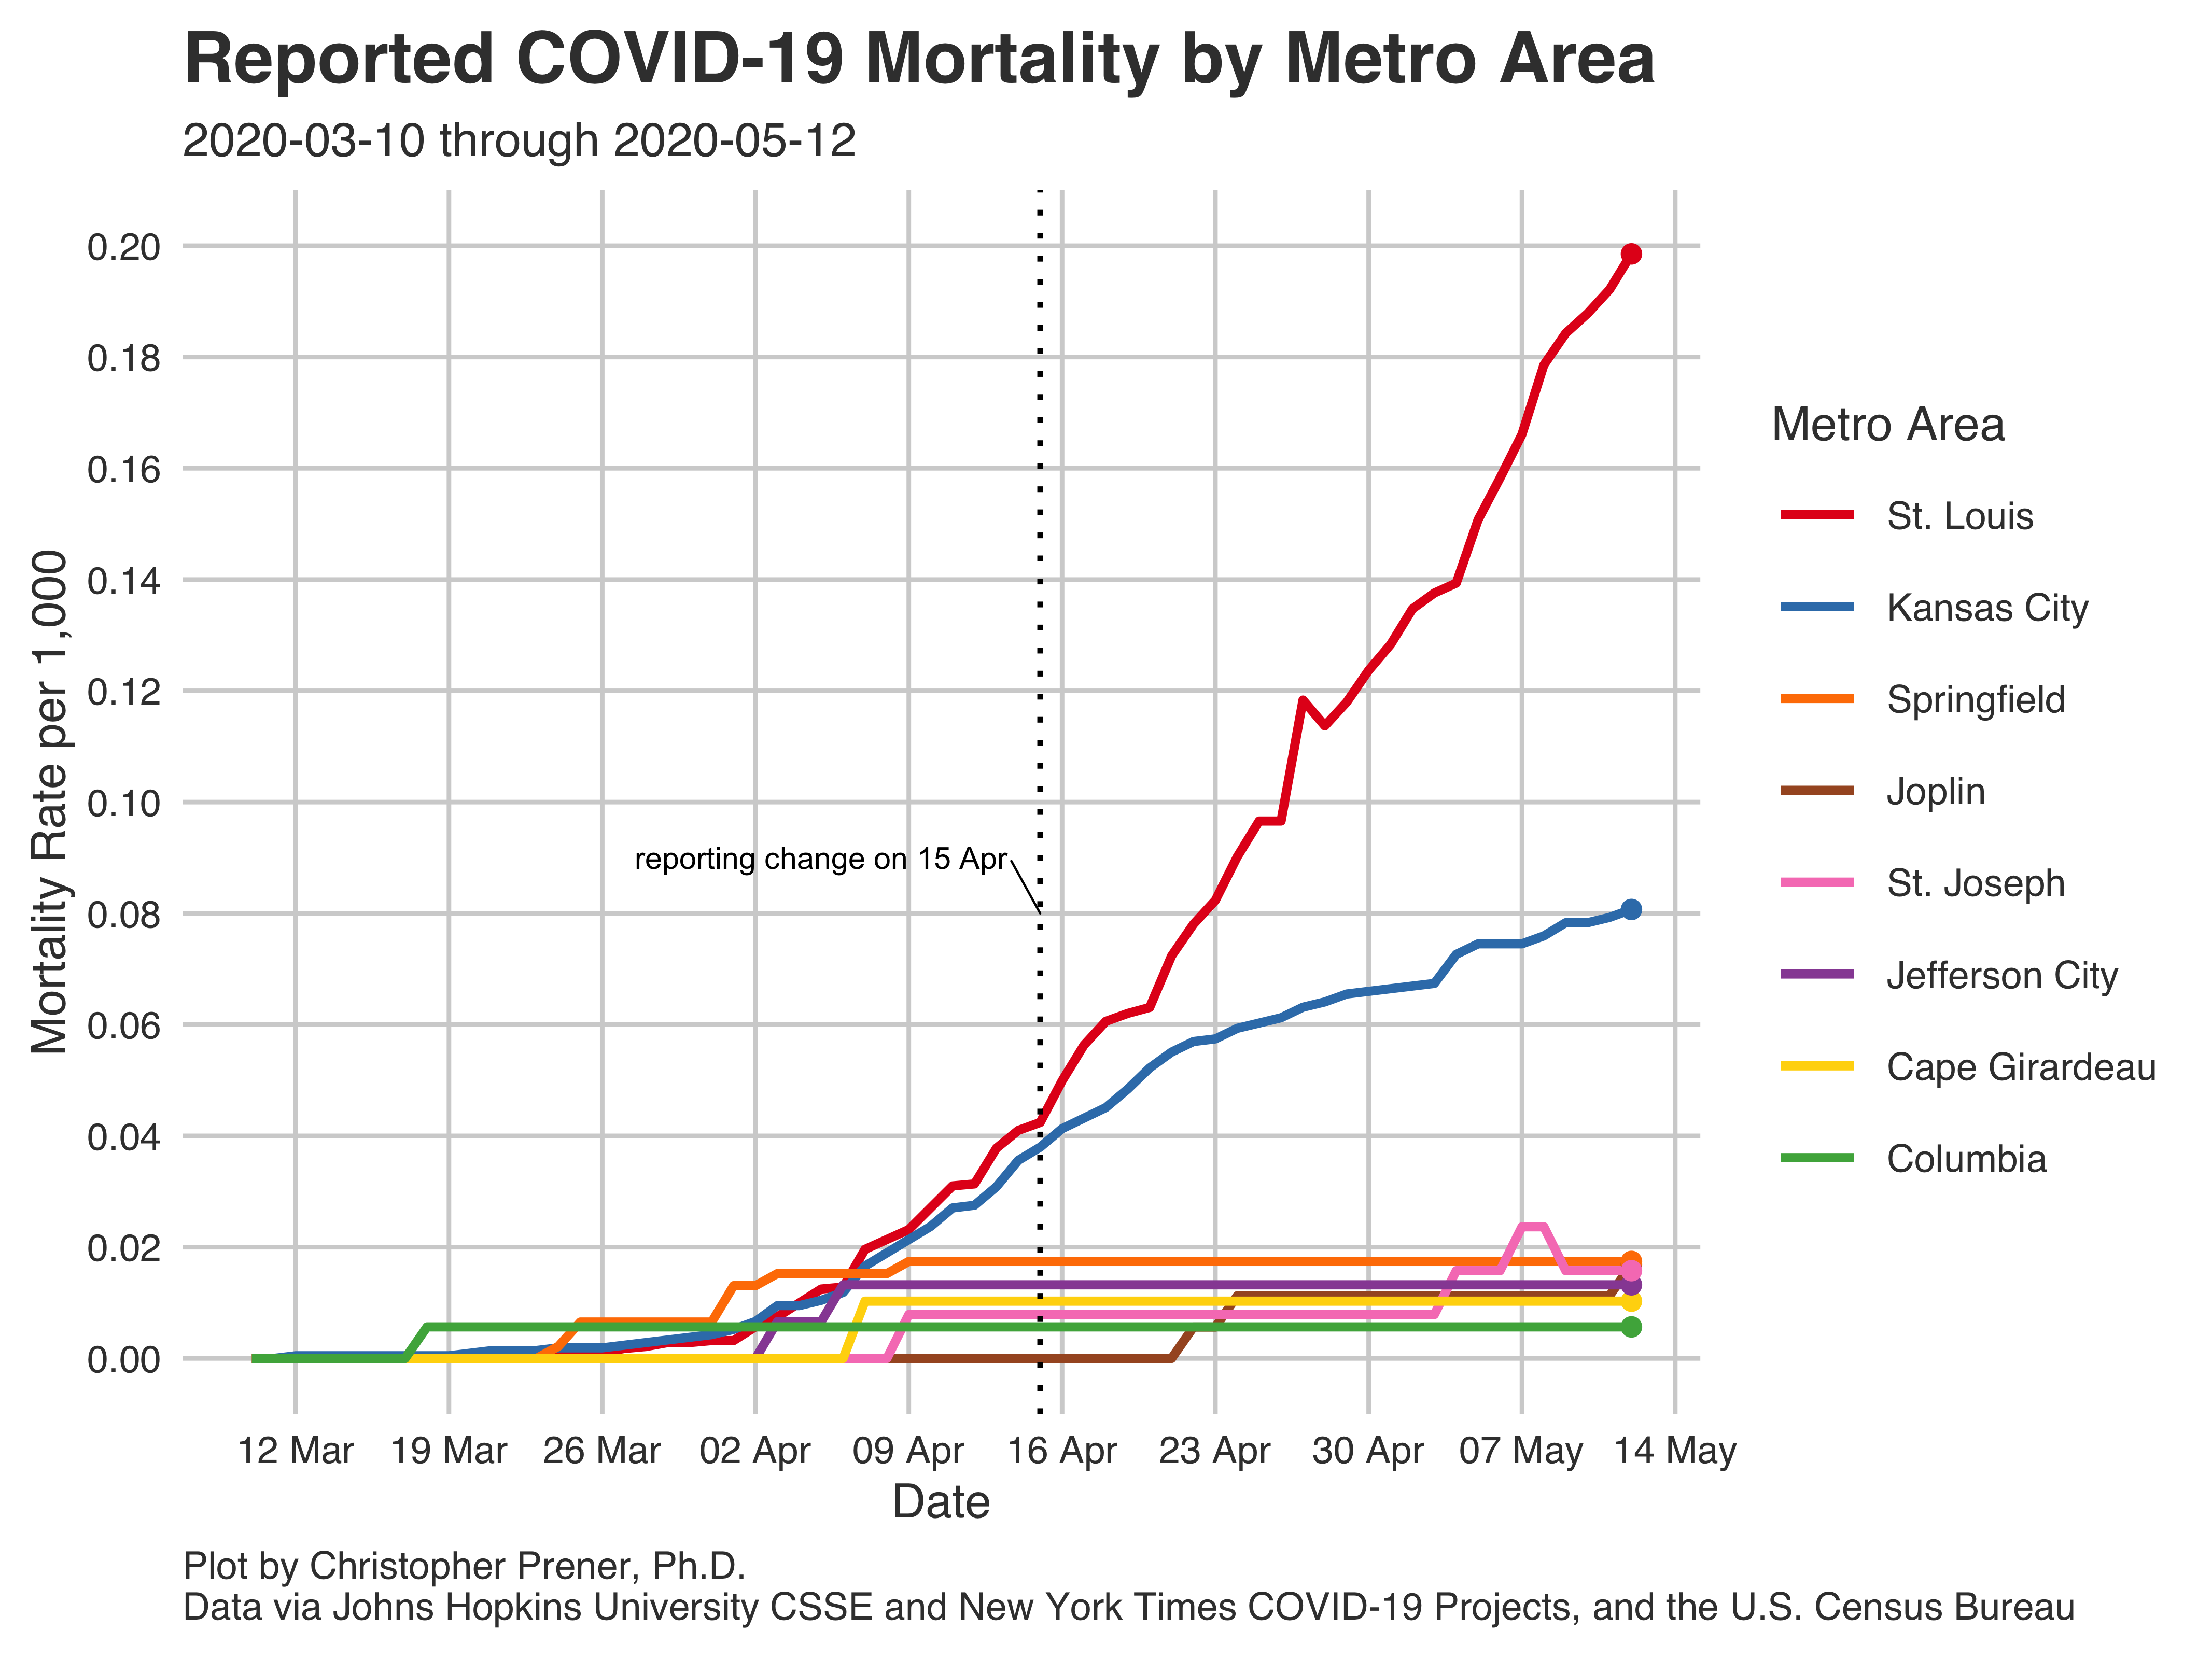 Reported COVID-19 Mortality by Metro Area
2020-03-10 through 2020-05-12
Mortality Rate per 1,000
0.20
0.18
0.16
0.14
0.12
0.10
0.08
0.06
0.04
0.02
0.00
reporting change on 15 Apr
12 Mar 19 Mar 26 Mar 02 Apr 09 Apr 16 Apr 23 Apr 30 Apr 07 May 14 May
Date
Metro Area
St. Louis
Kansas City
Springfield
Joplin
St. Joseph
Jefferson City
Cape Girardeau
Columbia
Plot by Christopher Prener, Ph.D.
Data via Johns Hopkins University CSSE and New York Times COVID-19 Projects, and the U.S. Census Bureau